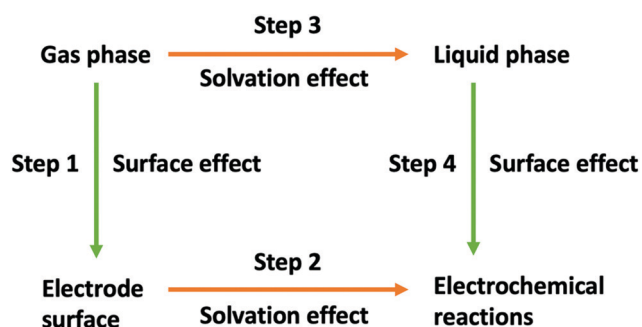 Step 3
Gas phase
Liquid phase
Solvation effect
Step 1
Surface effect
Step 4
Surface effect
Step 2
Electrode
surface
Electrochemical
reactions
Solvation effect